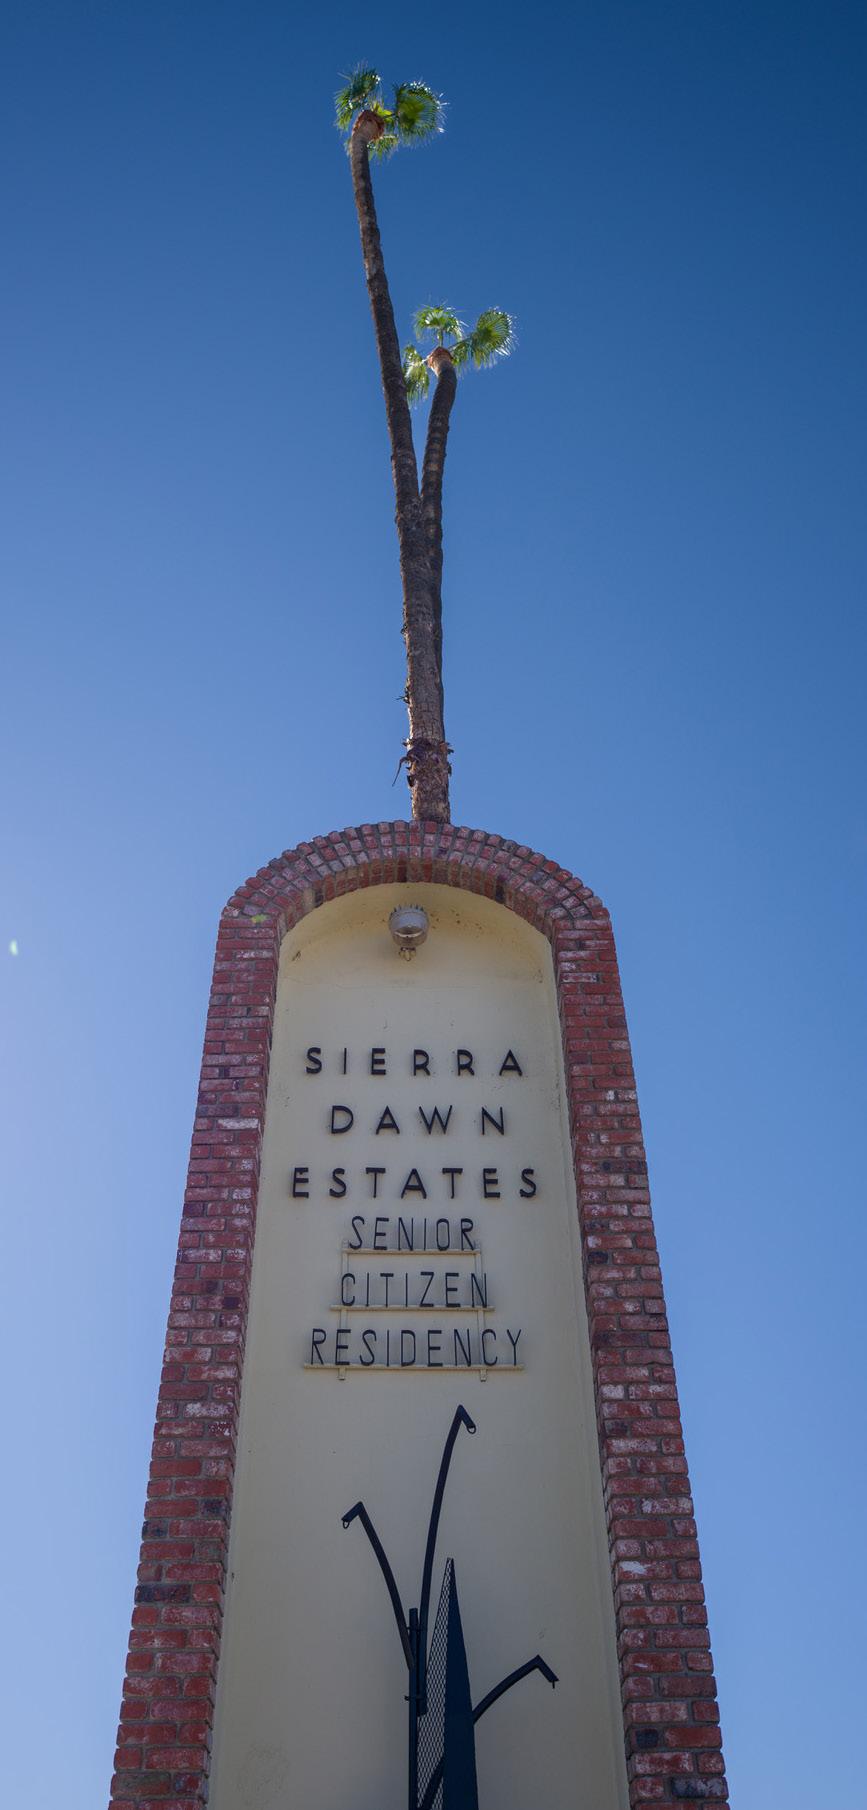 SIERRA
DAWN
ESTATES
SENIOR
CITIZEN
RESIDENCY